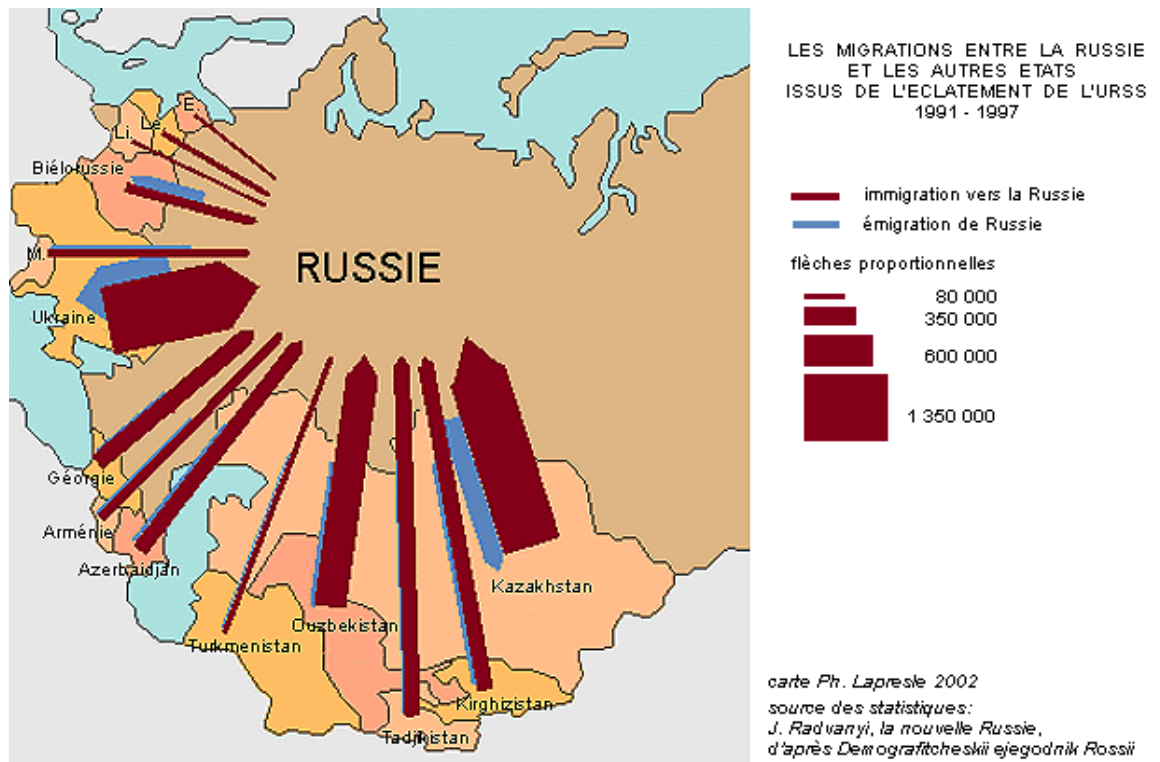 LES MIGRATIONS ENTRE LA RUSSIE
ET LES AUTRES ETATS
ISSUS DE L'ECLATEMENT DE L'URSS
1991 - 1997
immigration vers la Russie
émigration de Russie
flèches proportionnelles
80 000
350 000
600 000
1 350 000
E.
Le.
Li.
Biélorussie
M.
RUSSIE
Ukraine
Géorgie
Arménie
Azerbaïdjan
Kazakhstan
Ouzbekistan
Turkmenistan
Kirghizistan
Tadjikistan
carte Ph. Lapresle 2002
source des statistiques:
J. Radvanyi, la nouvelle Russie,
d'après Demografitcheskii ejegodnik Rossii